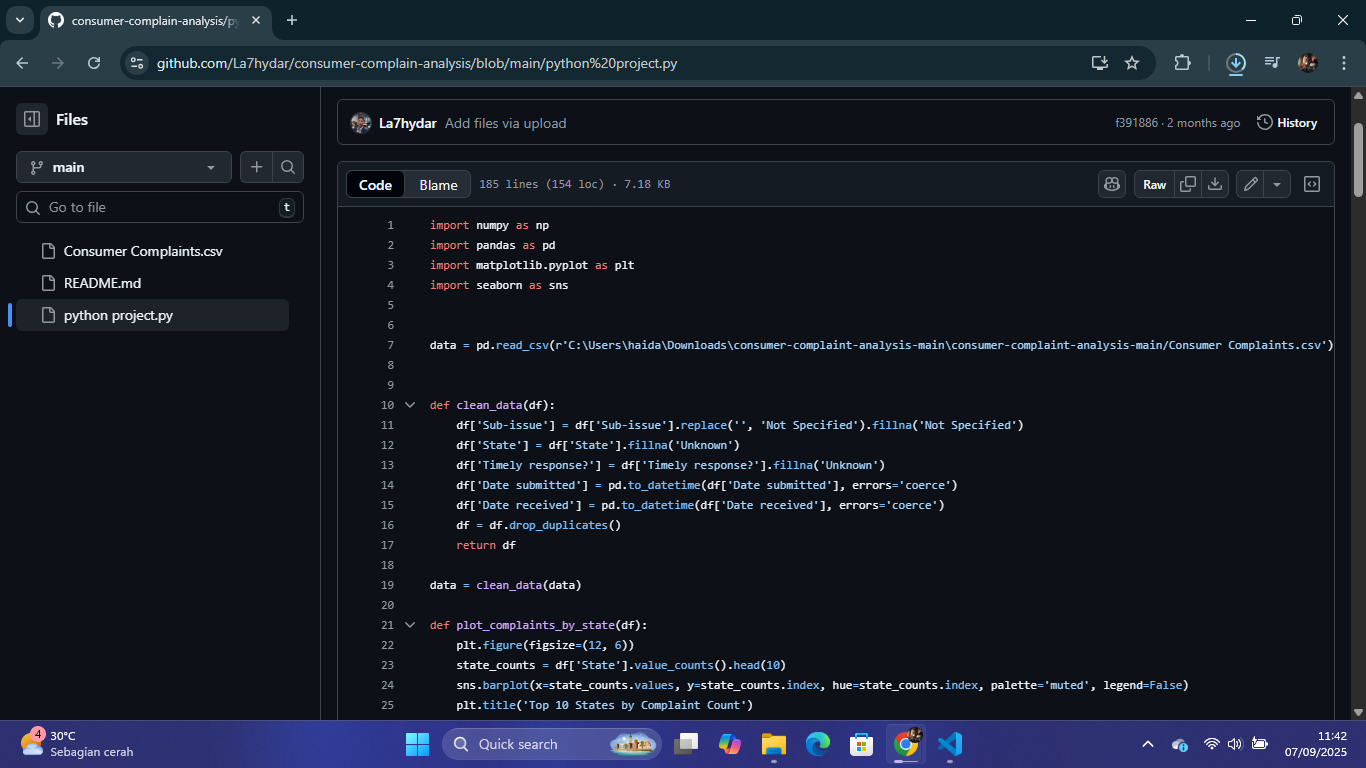 consumer-complain-analysis/py
github.com/La7hydar/consumer-complain-analysis/blob/main/python%20project.py
Files
main
Go to file
t
Consumer Complaints.csv
README.md
python project.py
La7hydar Add files via upload
f391886 · 2 months ago
History
Code
Blame
185 lines (154 loc) · 7.18 KB
Raw
1 import numpy as np
2 import pandas as pd
3 import matplotlib.pyplot as plt
4 import seaborn as sns
5
6
7 data = pd.read_csv(r'C:\Users\haida\Downloads\consumer-complaint-analysis-main\consumer-complaint-analysis-main/Consumer Complaints.csv')
8
9
10 def clean_data(df):
11 df['Sub-issue'] = df['Sub-issue'].replace('', 'Not Specified').fillna('Not Specified')
12 df['State'] = df['State'].fillna('Unknown')
13 df['Timely response?'] = df['Timely response?'].fillna('Unknown')
14 df['Date submitted'] = pd.to_datetime(df['Date submitted'], errors='coerce')
15 df['Date received'] = pd.to_datetime(df['Date received'], errors='coerce')
16 df = df.drop_duplicates()
17 return df
18
19 data = clean_data(data)
20
21 def plot_complaints_by_state(df):
22 plt.figure(figsize=(12, 6))
23 state_counts = df['State'].value_counts().head(10)
24 sns.barplot(x=state_counts.values, y=state_counts.index, hue=state_counts.index, palette='muted', legend=False)
25 plt.title('Top 10 States by Complaint Count')
4
30°C
Sebagian cerah
Quick search
11:42
07/09/2025